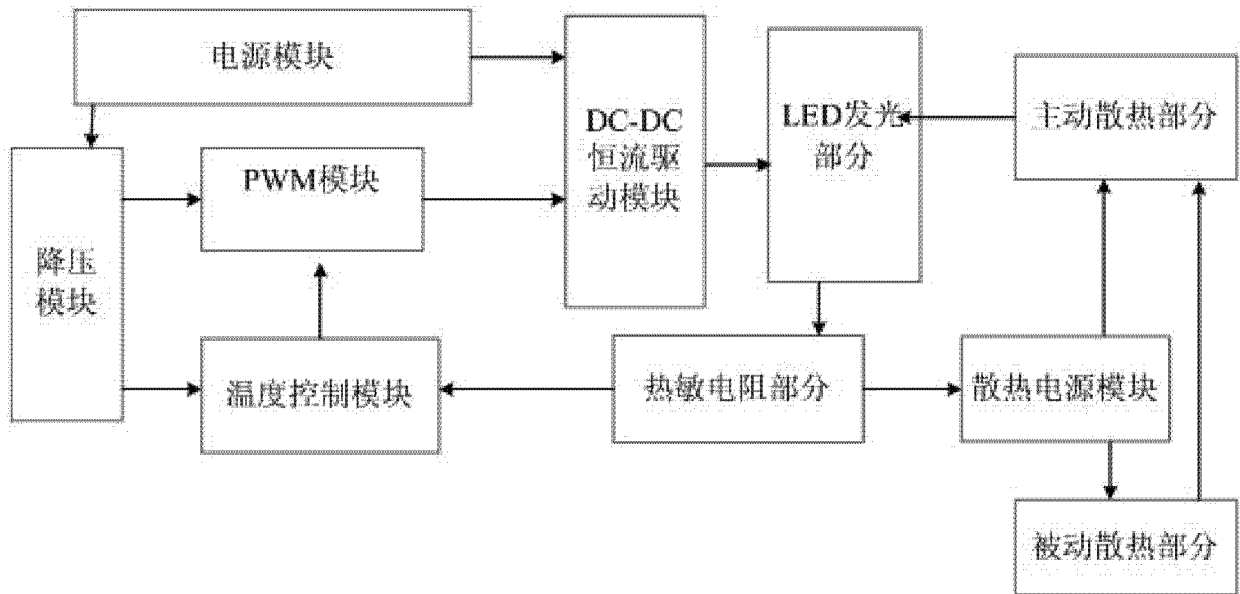 电源模块
DC-DC
恒流驱
动模块
LED发光
部分
主动散热部分
PWM模块
降压
模块
温度控制模块
热敏电阻部分
散热电源模块
被动散热部分